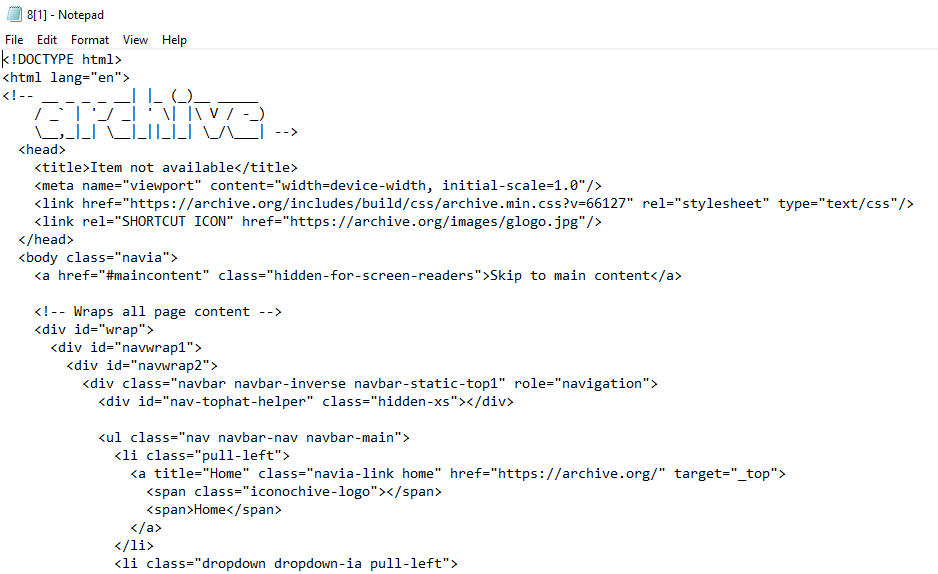 8[1] - Notepad
File Edit Format View Help
<!DOCTYPE html>
<html lang="en">
<!-- __ _ _ _ __| |_ (_)__ _____
    / _` | '_/ _| ' \| |\ V / -_)
    \__,_|_| \__|_||_|_| \_/\___| -->
  <head>
    <title>Item not available</title>
    <meta name="viewport" content="width=device-width, initial-scale=1.0"/>
    <link href="https://archive.org/includes/build/css/archive.min.css?v=66127" rel="stylesheet" type="text/css"/>
    <link rel="SHORTCUT ICON" href="https://archive.org/images/glogo.jpg"/>
  </head>
  <body class="navia">
    <a href="#maincontent" class="hidden-for-screen-readers">Skip to main content</a>

    <!-- Wraps all page content -->
    <div id="wrap">
      <div id="navwrap1">
        <div id="navwrap2">
          <div class="navbar navbar-inverse navbar-static-top1" role="navigation">
            <div id="nav-tophat-helper" class="hidden-xs"></div>

            <ul class="nav navbar-nav navbar-main">
              <li class="pull-left">
                <a title="Home" class="navia-link home" href="https://archive.org/" target="_top">
                  <span class="iconochive-logo"></span>
                  <span>Home</span>
                </a>
              </li>
              <li class="dropdown dropdown-ia pull-left">